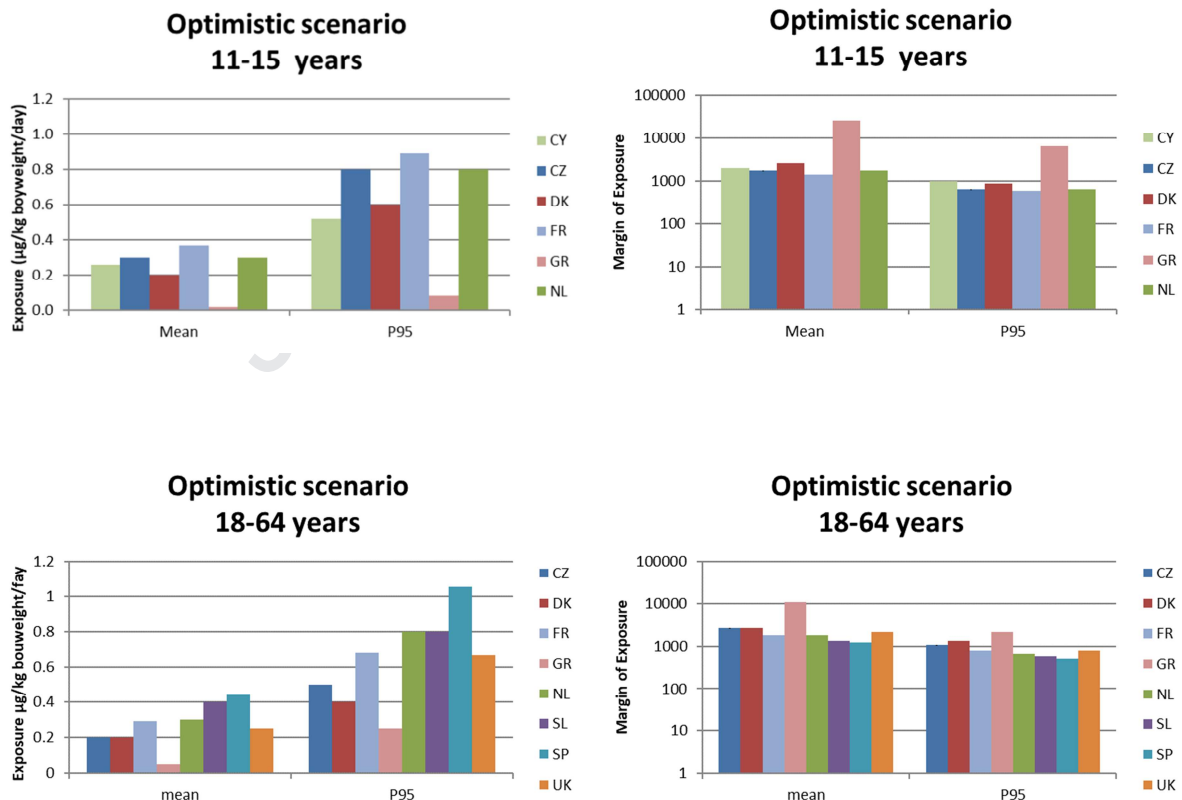 Optimistic scenario
11-15 years
Exposure (µg/kg boyweight/day)
1.2
1.0
0.8
0.6
0.4
0.2
0.0
Mean
P95
CY
CZ
DK
FR
GR
NL
Optimistic scenario
11-15 years
Margin of Exposure
100000
10000
1000
100
10
1
Mean
P95
CY
CZ
DK
FR
GR
NL
Optimistic scenario
18-64 years
Exposure µg/kg bouweight/fay
1.2
1
0.8
0.6
0.4
0.2
0
mean
P95
CZ
DK
FR
GR
NL
SL
SP
UK
Optimistic scenario
18-64 years
Margin of Exposure
100000
10000
1000
100
10
1
mean
P95
CZ
DK
FR
GR
NL
SL
SP
UK